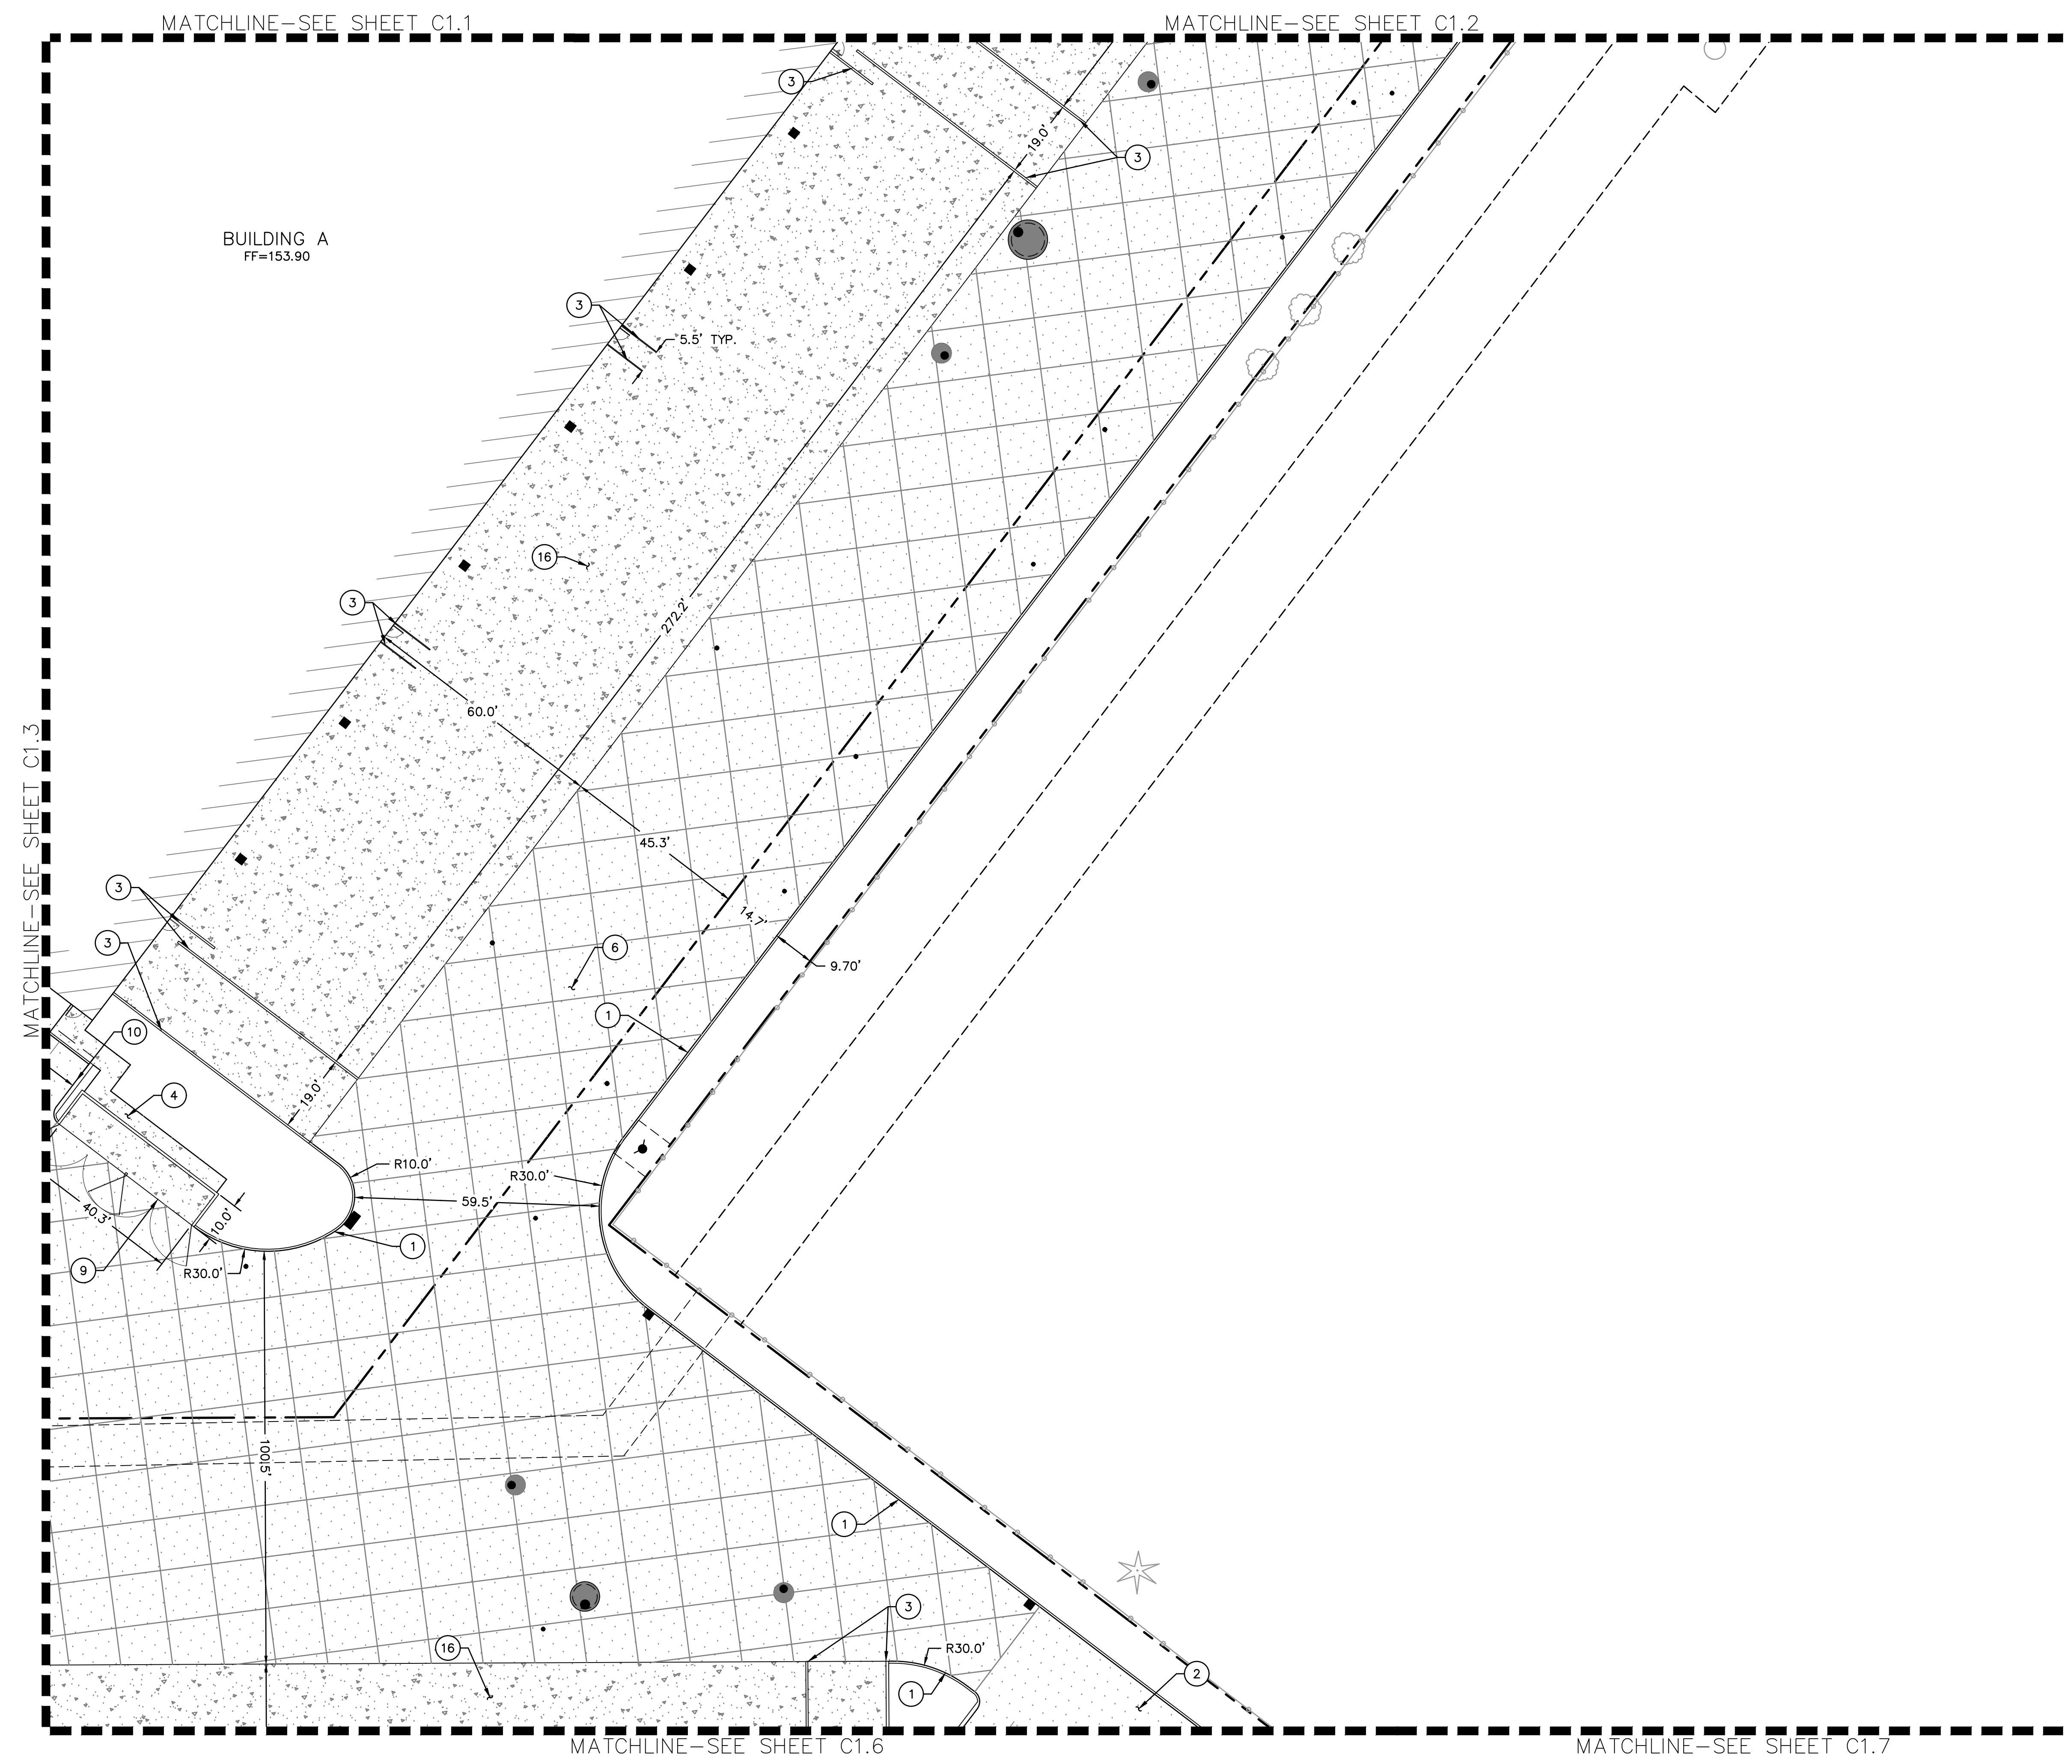 MATCHLINE-SEE SHEET C1.1
MATCHLINE-SEE SHEET C1.2
3
19.0'
3
BUILDING A
FF=153.90
3
5.5' TYP.
16
3
272.2'
60.0'
MATCHLINE-SEE SHEET C1.3
45.3'
3
14.7'
3
6
9.70'
1
10
4
19.0'
R10.0'
R30.0'
59.5'
40.3'
10.0'
1
9
R30.0'
100.5'
1
3
16
R30.0'
2
1
MATCHLINE-SEE SHEET C1.6
MATCHLINE-SEE SHEET C1.7